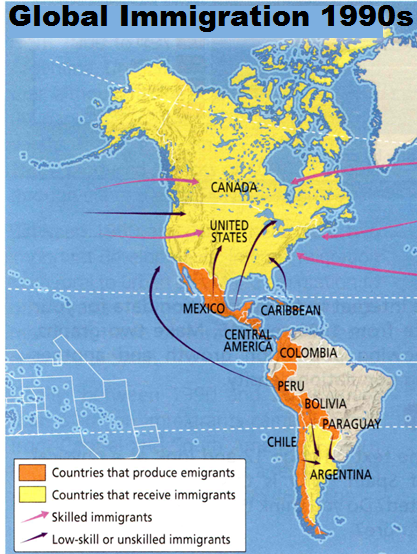 Global Immigration 1990s
CANADA
UNITED
STATES
MEXICO
CARIBBEAN
CENTRAL
AMERICA
COLOMBIA
PERU
BOLIVIA
PARAGUAY
CHILE
ARGENTINA
Countries that produce emigrants
Countries that receive immigrants
Skilled immigrants
Low-skill or unskilled immigrants